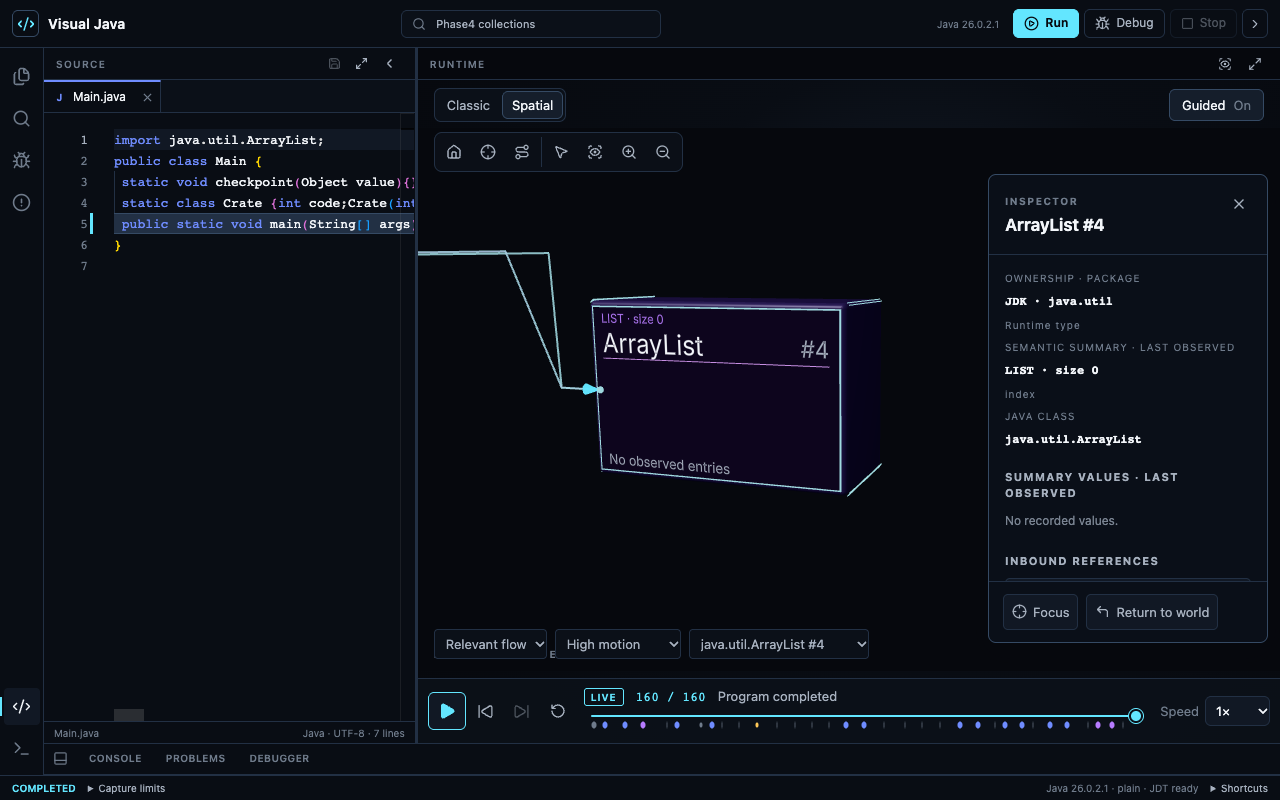 Visual Java
Phase4 collections
Java 26.0.2.1
Run
Debug
Stop
SOURCE
RUNTIME
J Main.java
Classic
Spatial
Guided On
1 import java.util.ArrayList;
2 public class Main {
3 static void checkpoint(Object value){}
4 static class Crate {int code;Crate(int
5 public static void main(String[] args
6 }
7
LIST · size 0
ArrayList #4
No observed entries
INSPECTOR
ArrayList #4
OWNERSHIP · PACKAGE
JDK · java.util
Runtime type
SEMANTIC SUMMARY · LAST OBSERVED
LIST · size 0
index
JAVA CLASS
java.util.ArrayList
SUMMARY VALUES · LAST
OBSERVED
No recorded values.
INBOUND REFERENCES
Focus
Return to world
Relevant flow
E
High motion
java.util.ArrayList #4
LIVE
160 / 160
Program completed
Speed
1×
Main.java
Java · UTF-8 · 7 lines
CONSOLE
PROBLEMS
DEBUGGER
COMPLETED
Capture limits
Java 26.0.2.1 · plain · JDT ready
Shortcuts